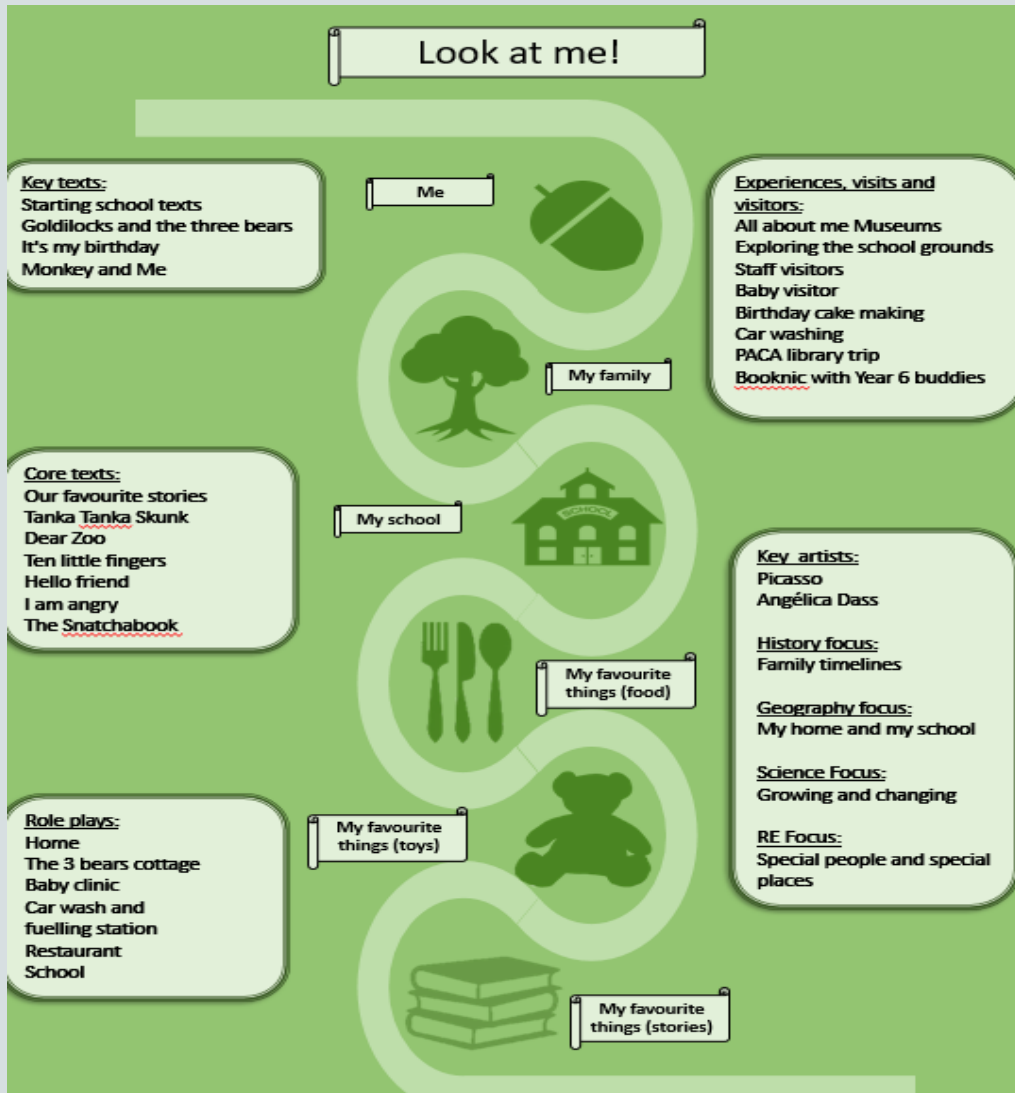 Look at me!
Key texts:
Starting school texts
Goldilocks and the three bears
It's my birthday
Monkey and Me
Me
Experiences, visits and
visitors:
All about me Museums
Exploring the school grounds
Staff visitors
Baby visitor
Birthday cake making
Car washing
PACA library trip
Booknic with Year 6 buddies
My family
Core texts:
Our favourite stories
Tanka Tanka Skunk
Dear Zoo
Ten little fingers
Hello friend
I am angry
The Snatchabook
My school
SCHOOL
Key artists:
Picasso
Angélica Dass
History focus:
Family timelines
Geography focus:
My home and my school
Science Focus:
Growing and changing
RE Focus:
Special people and special
places
My favourite
things (food)
Role plays:
Home
The 3 bears cottage
Baby clinic
Car wash and
fuelling station
Restaurant
School
My favourite
things (toys)
My favourite
things (stories)